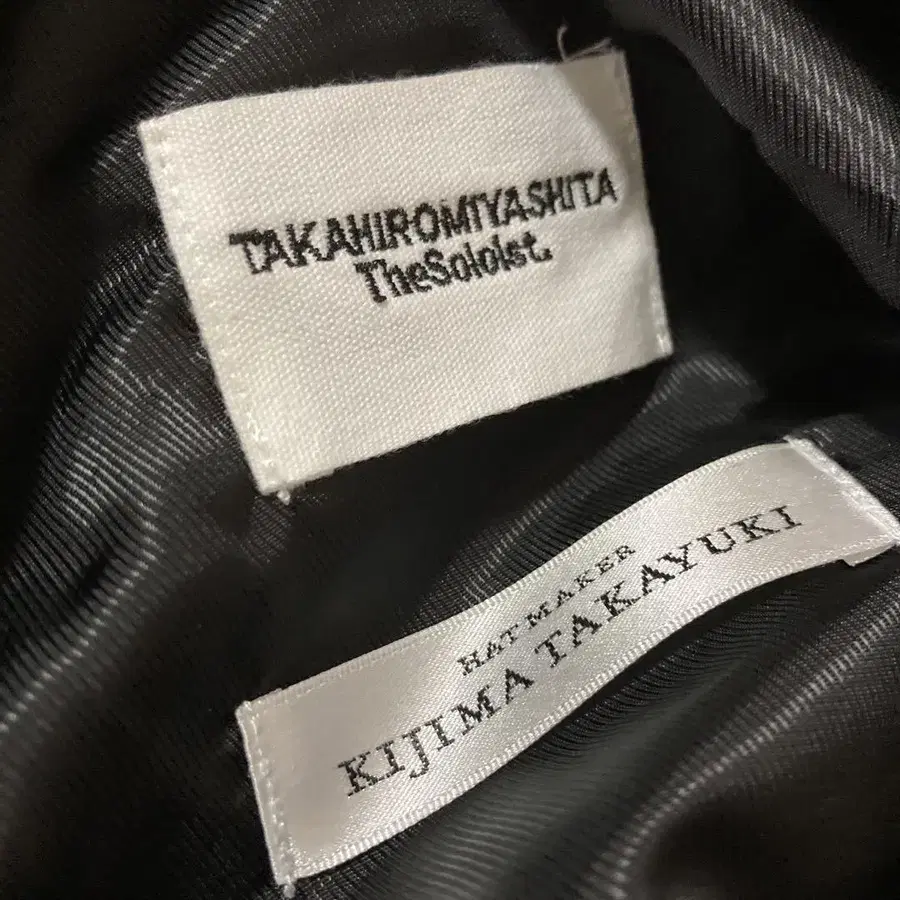 TAKAHIROMIYASHITA
TheSoloist.
HAT MAKER
KIJIMA TAKAYUKI